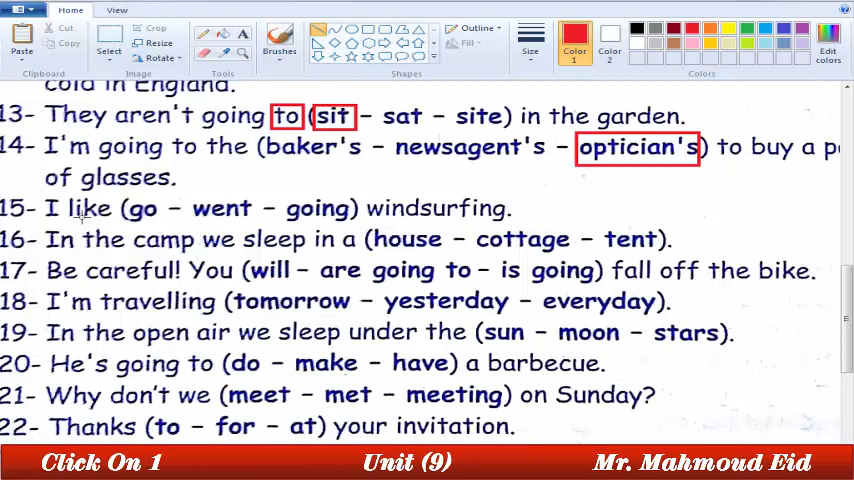 Home View
Paste Cut Copy Select Crop Resize Rotate Brushes Outline Fill Size Color 1 Color 2 Edit colors
Clipboard Image Tools Shapes Colors
cold in England.
13- They aren't going to (sit - sat - site) in the garden.
14- I'm going to the (baker's - newsagent's - optician's) to buy a
of glasses.
15- I like (go - went - going) windsurfing.
16- In the camp we sleep in a (house - cottage - tent).
17- Be careful! You (will - are going to - is going) fall off the bike.
18- I'm travelling (tomorrow - yesterday - everyday).
19- In the open air we sleep under the (sun - moon - stars).
20- He's going to (do - make - have) a barbecue.
21- Why don't we (meet - met - meeting) on Sunday?
22- Thanks (to - for - at) your invitation.
Click On 1 Unit (9) Mr. Mahmoud Eid